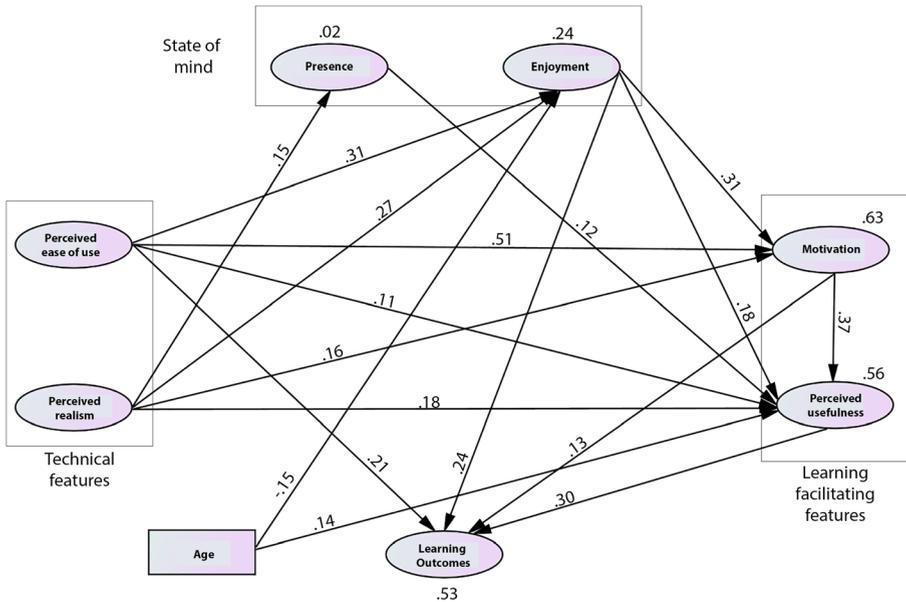 State of
mind
.02
Presence
.24
Enjoyment
.15
.31
.27
.31
.12
.63
Perceived
ease of use
.51
Motivation
.11
.18
.37
.16
.56
Perceived
realism
.18
Perceived
usefulness
Technical
features
.21
-.15
.24
.13
Learning
facilitating
features
.14
.30
Age
Learning
Outcomes
.53